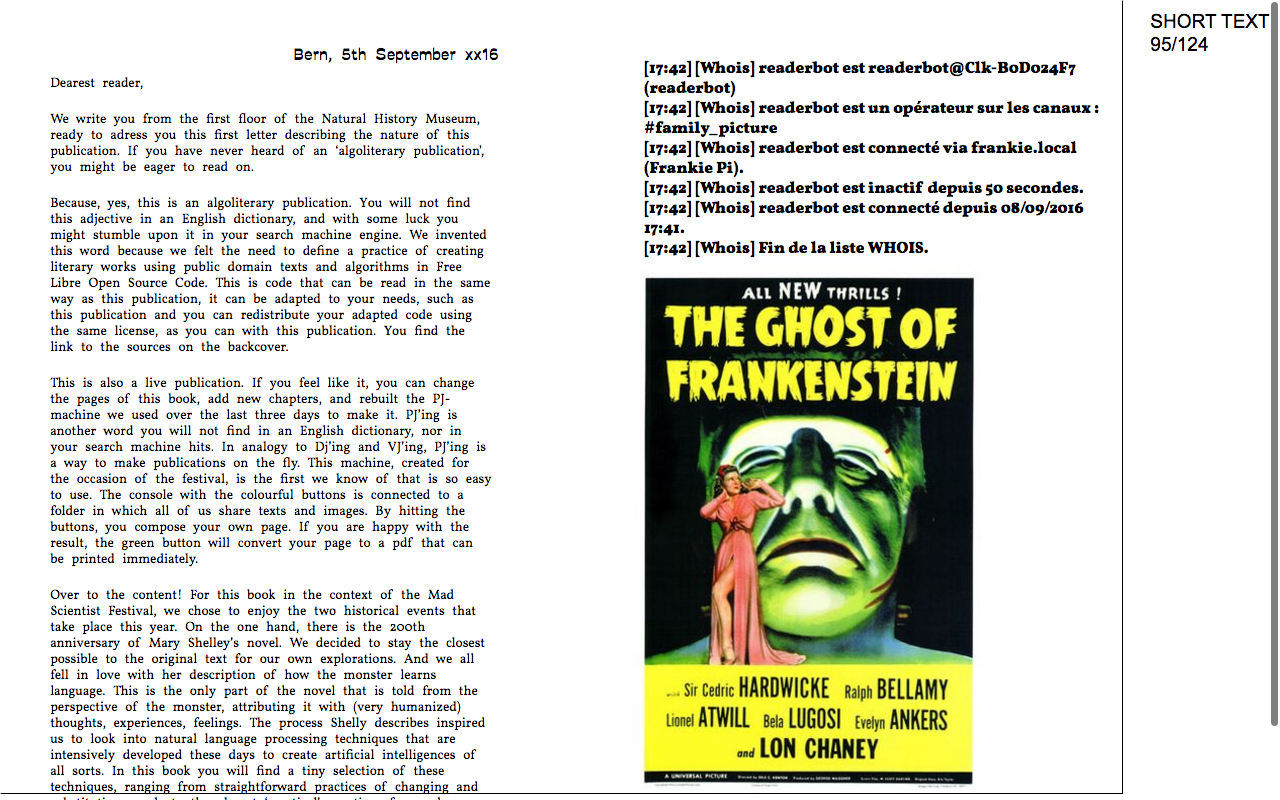 Bern, 5th September xx16
Dearest reader,
We write you from the first floor of the Natural History Museum,
ready to adress you this first letter describing the nature of this
publication. If you have never heard of an 'algoliterary publication',
you might be eager to read on.
Because, yes, this is an algoliterary publication. You will not find
this adjective in an English dictionary, and with some luck you
might stumble upon it in your search machine engine. We invented
this word because we felt the need to define a practice of creating
literary works using public domain texts and algorithms in Free
Libre Open Source Code. This is code that can be read in the same
way as this publication, it can be adapted to your needs, such as
this publication and you can redistribute your adapted code using
the same license, as you can with this publication. You find the
link to the sources on the backcover.
This is also a live publication. If you feel like it, you can change
the pages of this book, add new chapters, and rebuilt the PJ-
machine we used over the last three days to make it. PJ'ing is
another word you will not find in an English dictionary, nor in
your search machine hits. In analogy to Dj'ing and VJ'ing, PJ'ing is
a way to make publications on the fly. This machine, created for
the occasion of the festival, is the first we know of that is so easy
to use. The console with the colourful buttons is connected to a
folder in which all of us share texts and images. By hitting the
buttons, you compose your own page. If you are happy with the
result, the green button will convert your page to a pdf that can
be printed immediately.
Over to the content! For this book in the context of the Mad
Scientist Festival, we chose to enjoy the two historical events that
take place this year. On the one hand, there is the 200th
anniversary of Mary Shelley's novel. We decided to stay the closest
possible to the original text for our own explorations. And we all
fell in love with her description of how the monster learns
language. This is the only part of the novel that is told from the
perspective of the monster, attributing it with (very humanized)
thoughts, experiences, feelings. The process Shelly describes inspired
us to look into natural language processing techniques that are
intensively developed these days to create artificial intelligences of
all sorts. In this book you will find a tiny selection of these
techniques, ranging from straightforward practices of changing and
[17:42] [Whois] readerbot est readerbot@Clk-B0D024F7
(readerbot)
[17:42] [Whois] readerbot est un opérateur sur les canaux :
#family_picture
[17:42] [Whois] readerbot est connecté via frankie.local
(Frankie Pi).
[17:42] [Whois] readerbot est inactif depuis 50 secondes.
[17:42] [Whois] readerbot est connecté depuis 08/09/2016
17:41.
[17:42] [Whois] Fin de la liste WHOIS.
ALL NEW THRILLS !
THE GHOST OF
FRANKENSTEIN
with Sir Cedric HARDWICKE Ralph BELLAMY
Lionel ATWILL Bela LUGOSI Evelyn ANKERS
and LON CHANEY
A UNIVERSAL PICTURE
SHORT TEXT
95/124